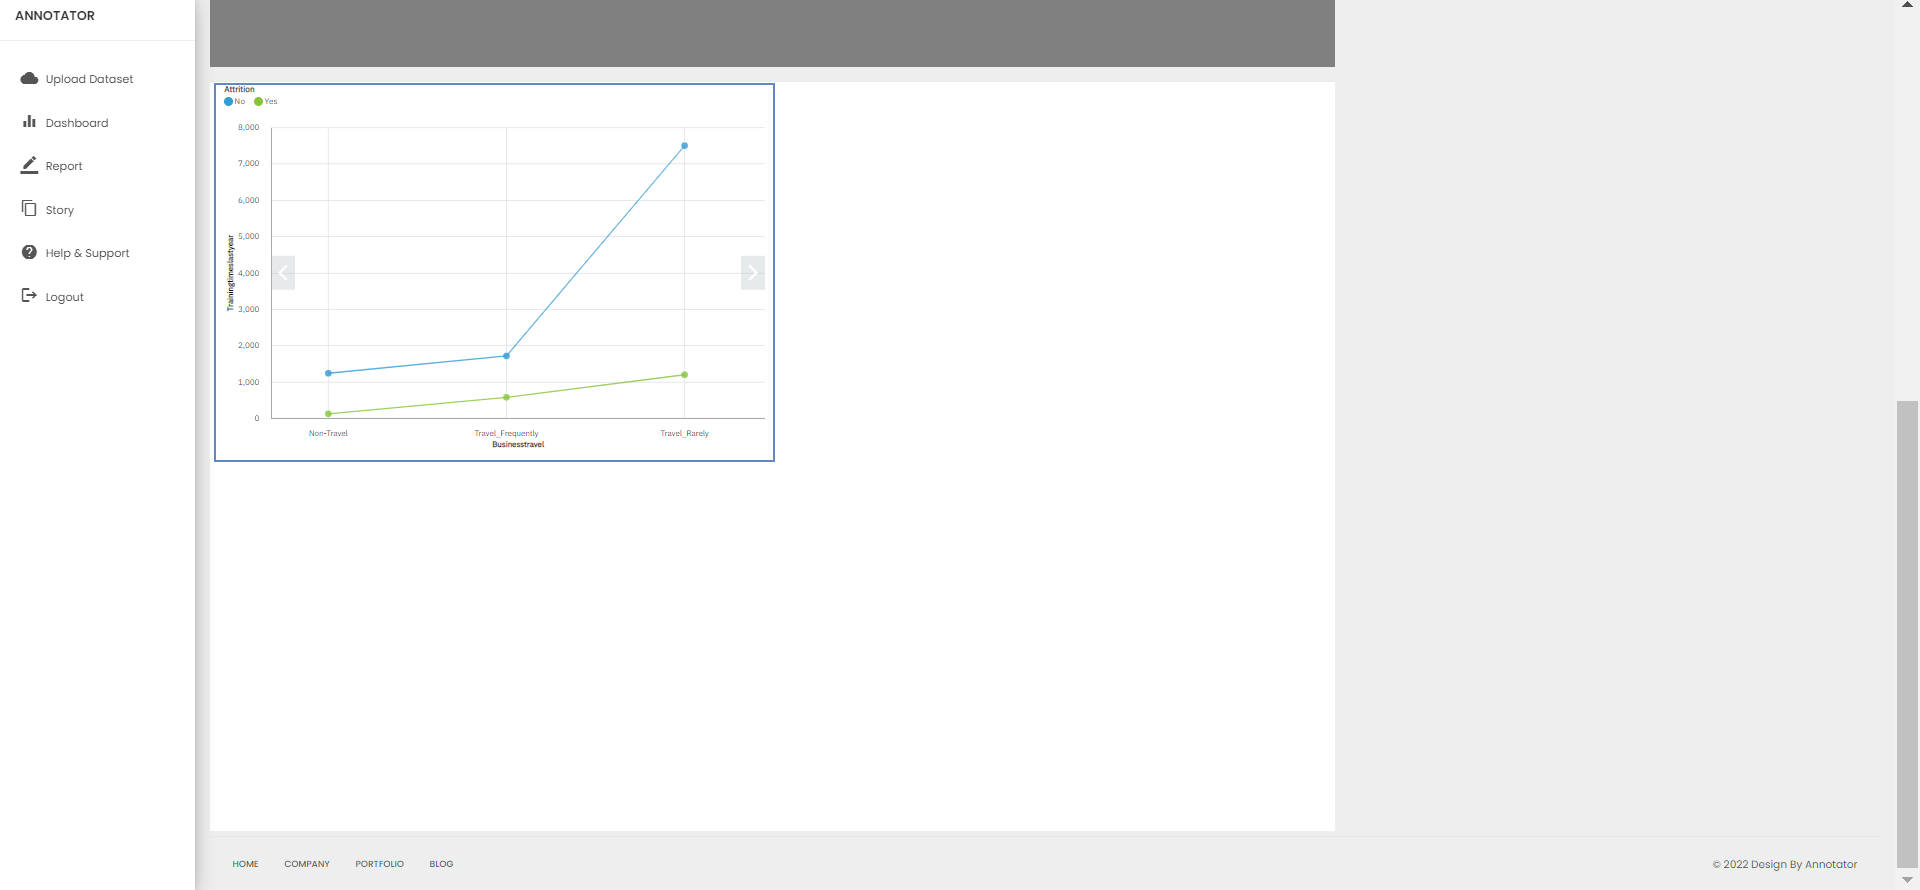 ANNOTATOR
Upload Dataset
Dashboard
Report
Story
Help & Support
Logout
Attrition
No Yes
8,000
7,000
6,000
5,000
4,000
3,000
2,000
1,000
0
Trainingtimeslastyear
Non-Travel Travel_Frequently Travel_Rarely
Businesstravel
HOME COMPANY PORTFOLIO BLOG
© 2022 Design By Annotator